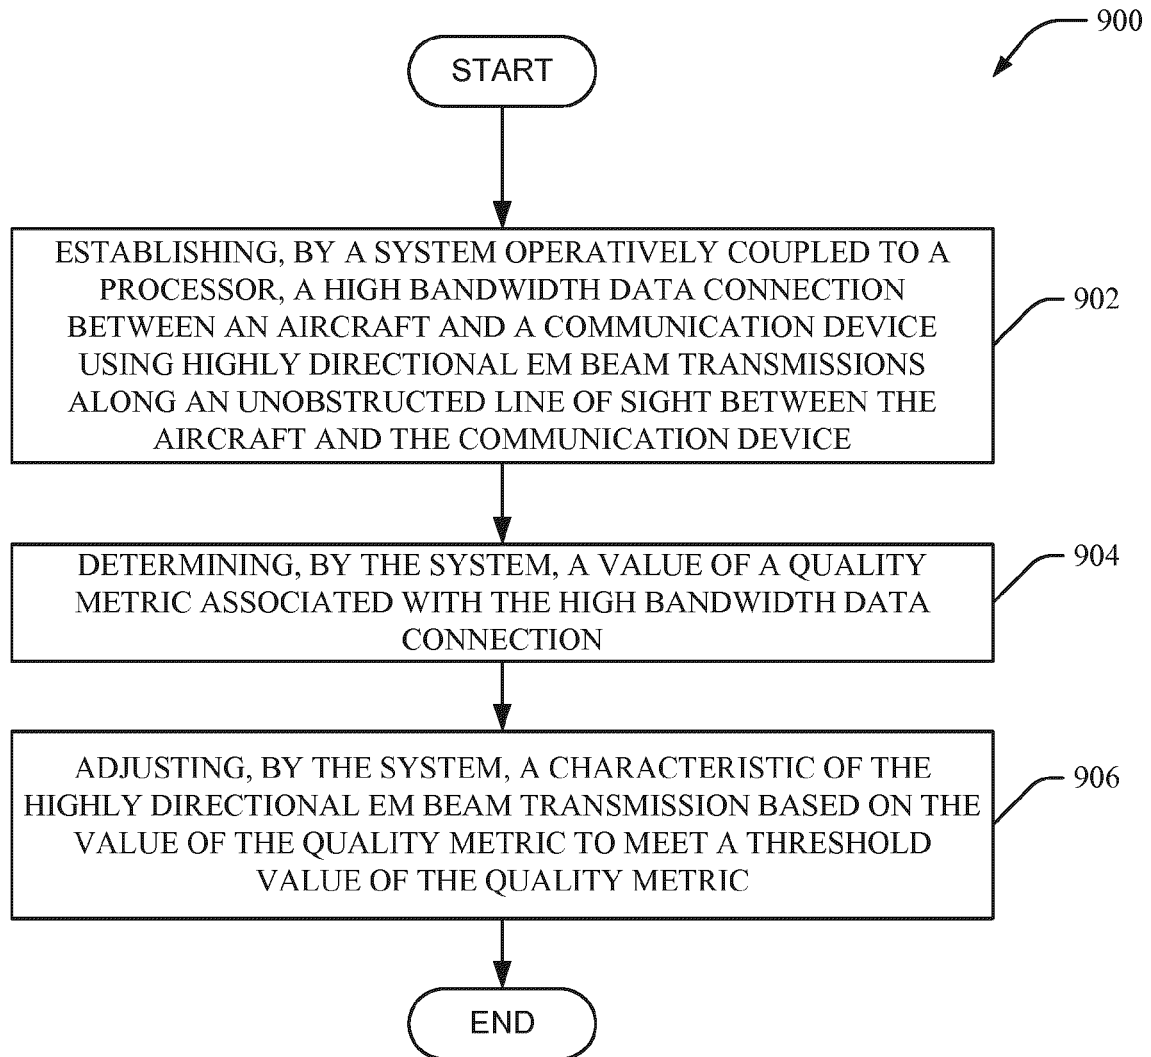 900
START
ESTABLISHING, BY A SYSTEM OPERATIVELY COUPLED TO A
PROCESSOR, A HIGH BANDWIDTH DATA CONNECTION
BETWEEN AN AIRCRAFT AND A COMMUNICATION DEVICE
USING HIGHLY DIRECTIONAL EM BEAM TRANSMISSIONS
ALONG AN UNOBSTRUCTED LINE OF SIGHT BETWEEN THE
AIRCRAFT AND THE COMMUNICATION DEVICE
902
DETERMINING, BY THE SYSTEM, A VALUE OF A QUALITY
METRIC ASSOCIATED WITH THE HIGH BANDWIDTH DATA
CONNECTION
904
ADJUSTING, BY THE SYSTEM, A CHARACTERISTIC OF THE
HIGHLY DIRECTIONAL EM BEAM TRANSMISSION BASED ON THE
VALUE OF THE QUALITY METRIC TO MEET A THRESHOLD
VALUE OF THE QUALITY METRIC
906
END